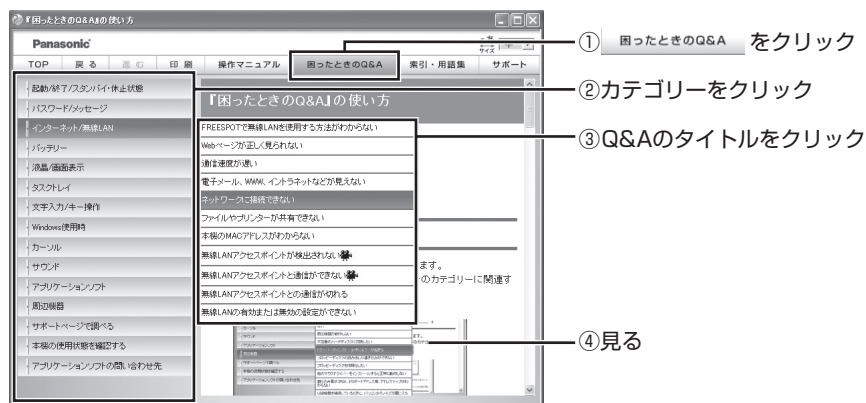 『困ったときのQ&A』の使い方
Panasonic
サイズ 中
TOP 戻る 進む 印刷 操作マニュアル 困ったときのQ&A 索引・用語集 サポート
① 困ったときのQ&A をクリック
起動/終了/スタンバイ・休止状態
パスワード/メッセージ
インターネット/無線LAN
バッテリー
液晶/画面表示
タスクトレイ
文字入力/キー操作
Windows使用時
カーソル
サウンド
アプリケーションソフト
周辺機器
サポートページで調べる
本機の使用状態を確認する
アプリケーションソフトの問い合わせ先
②カテゴリーをクリック
『困ったときのQ&A』の使い方
FREESPOTで無線LANを使用する方法がわからない
Webページが正しく見られない
通信速度が遅い
電子メール、WWW、イントラネットなどが見えない
ネットワークに接続できない
ファイルやプリンターが共有できない
本機のMACアドレスがわからない
無線LANアクセスポイントが検出されない
無線LANアクセスポイントと通信ができない
無線LANアクセスポイントとの通信が切れる
無線LANの有効または無効の設定ができない
③Q&Aのタイトルをクリック
ます。
のカテゴリーに関連す
④見る